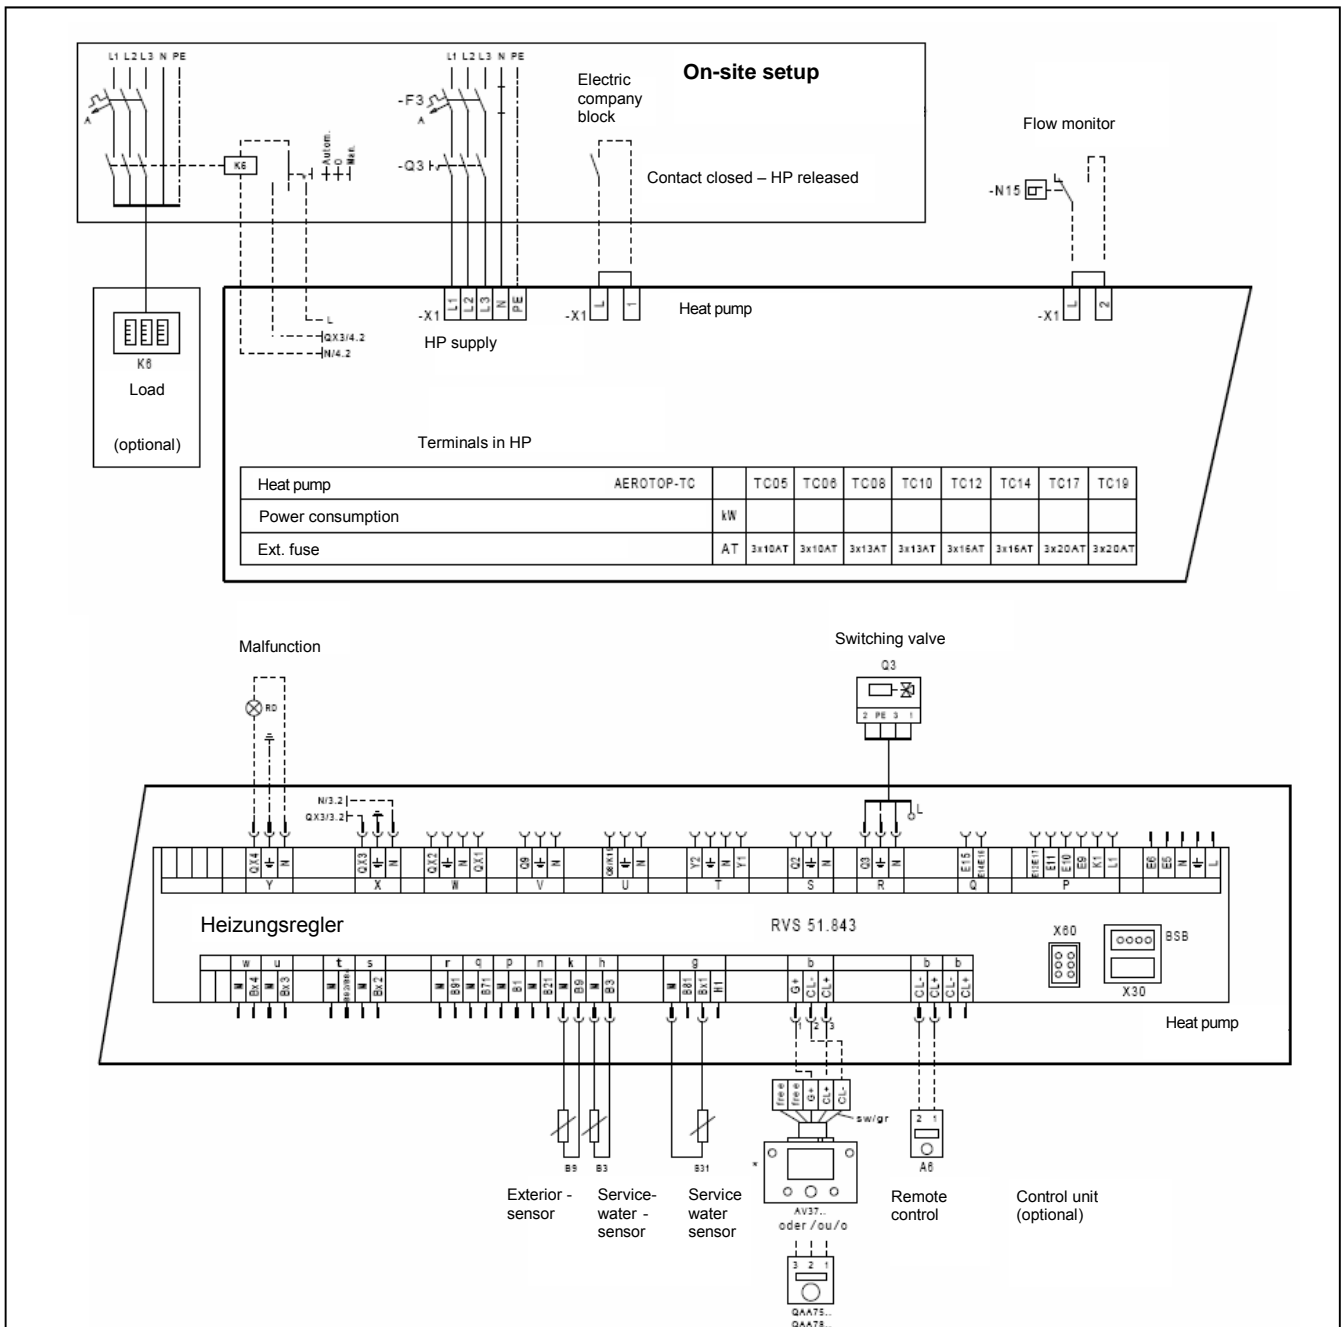 L1 L2 L3 N PE
L1 L2 L3 N PE
On-site setup
Electric
company
block
Flow monitor
-F3
A
A
Autom.
O
Man.
K6
-Q3
Contact closed – HP released
-N15
L
QX3/4.2
N/4.2
-X1
L1
L2
L3
N
PE
HP supply
-X1
L
1
Heat pump
-X1
L
2
K6
Load
(optional)
Terminals in HP
Heat pump AEROTOP-TC TC05 TC06 TC08 TC10 TC12 TC14 TC17 TC19
Power consumption kW
Ext. fuse AT 3x10AT 3x10AT 3x13AT 3x13AT 3x16AT 3x16AT 3x20AT 3x20AT
Malfunction
Switching valve
Q3
RD
2 PE 3 1
N/3.2
QX3/3.2
L
QX4 N
QX3 N
QX2 N QX1
Q9 N
N
Y2 N Y1
Q2 N
Q3 N
E15
E11 E10 E9 K1 L1
E6 E5 N L
Y X W V U T S R Q P
Heizungsregler
RVS 51.843
X60
BSB
X30
w u t s r q p n k h g b b b
M Bx4 M Bx3
M M Bx2
M B91 M B71 M B1 M B21 M B9 M B3
M B81 Bx1 H1
G+ CL- CL+
CL- CL+ CL- CL+
Heat pump
1 2 3
free free G+ CL+ CL-
sw/gr
2 1
B9
B3
B31
*
A6
Exterior -
sensor
Service-
water -
sensor
Service
water
sensor
AV37..
oder/ou/o
Remote
control
Control unit
(optional)
3 2 1
QAA75..
QAA78..